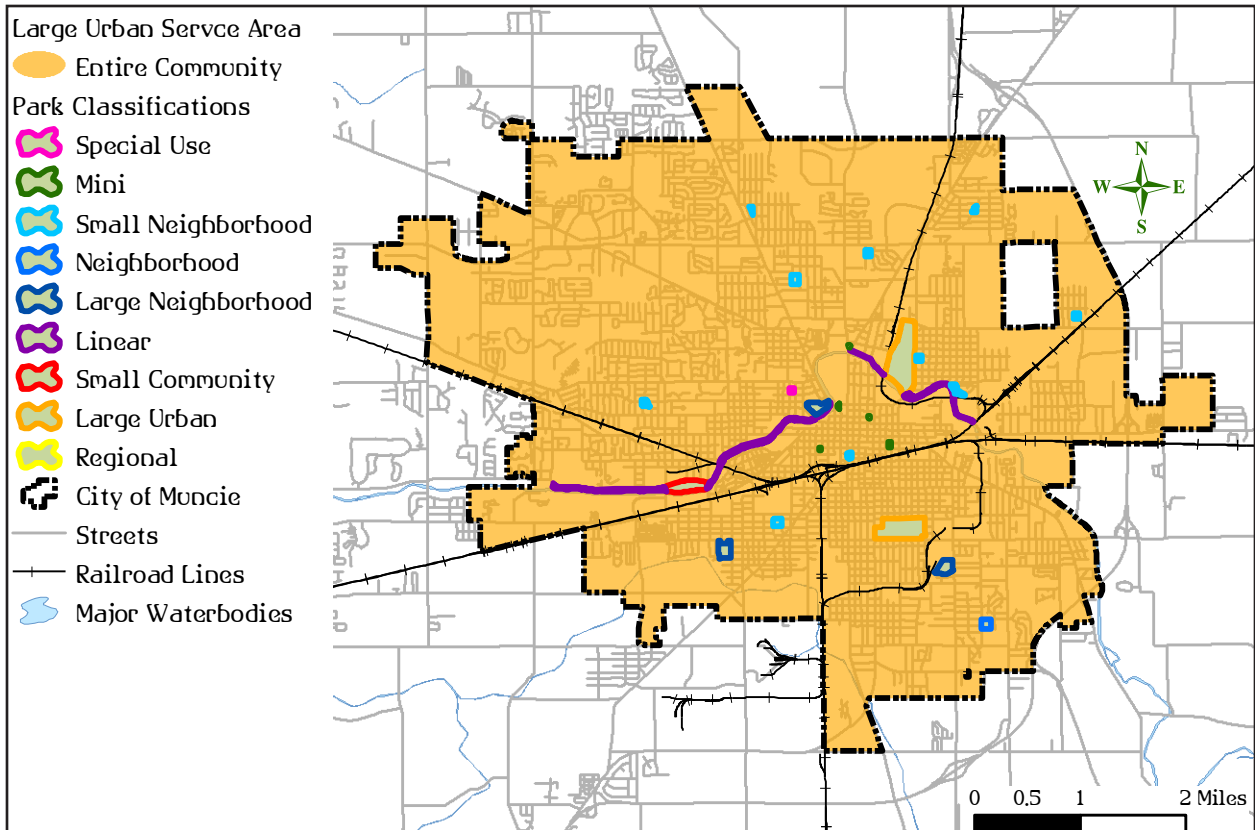 Large Urban Servce Area
Entire Community
Park Classifications
Special Use
Mini
Small Neighborhood
Neighborhood
Large Neighborhood
Linear
Small Community
Large Urban
Regional
City of Muncie
Streets
Railroad Lines
Major Waterbodies
N
W E
S
0 0.5 1 2 Miles